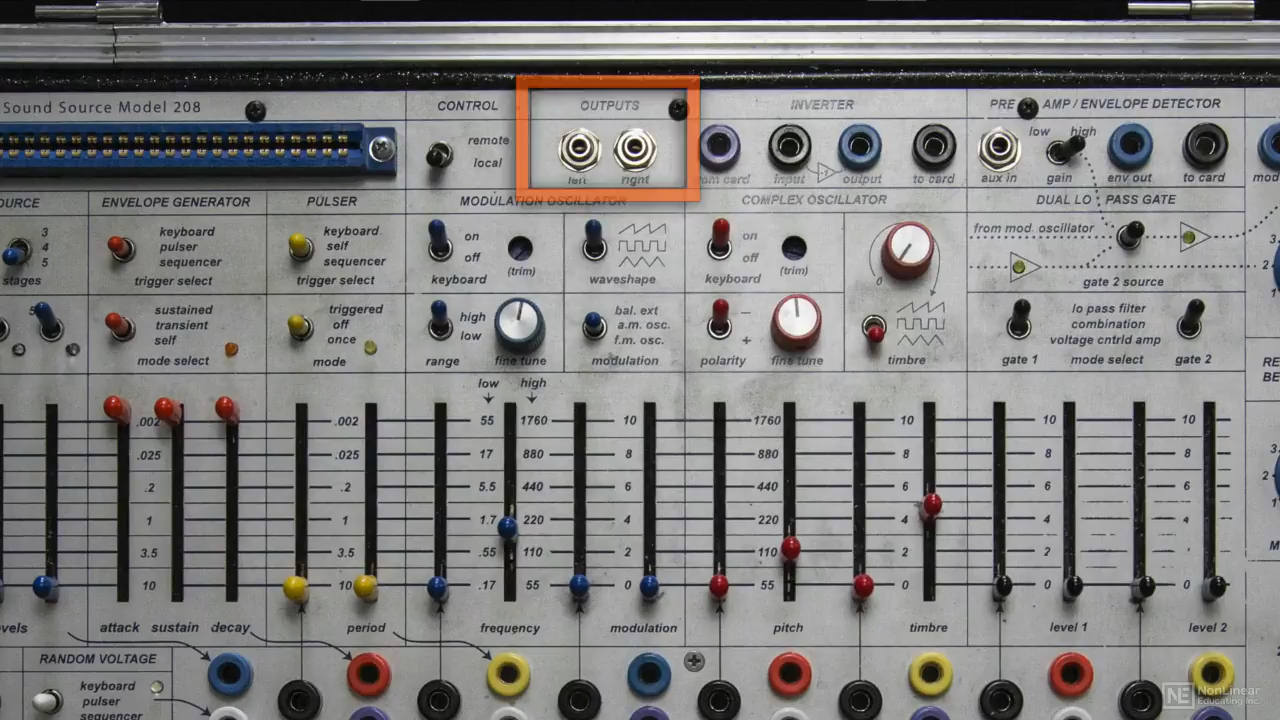 Sound Source Model 208
CONTROL
OUTPUTS
INVERTER
PRE AMP / ENVELOPE DETECTOR
remote
local
left
right
input
output
to card
aux in
low
high
gain
env out
to card
ENVELOPE GENERATOR
PULSER
MODULATION OSCILLATOR
COMPLEX OSCILLATOR
DUAL LO PASS GATE
3
4
5
stages
keyboard
pulser
sequencer
trigger select
keyboard
self
sequencer
trigger select
on
off
keyboard
(trim)
waveshape
on
off
keyboard
(trim)
0
from mod. oscillator
gate 2 source
sustained
transient
self
mode select
triggered
off
once
mode
high
low
range
fine tune
bal. ext
a.m. osc.
f.m. osc.
modulation
–
+
polarity
fine tune
timbre
lo pass filter
combination
voltage cntrld amp
gate 1
mode select
gate 2
low
high
.002 .002 55 1760 10 1760 10 10 10
.025 .025 17 880 8 880 8 8 8
.2 .2 5.5 440 6 440 6 6 6
1 1 1.7 220 4 220 4 4 4
3.5 3.5 .55 110 2 110 2 2 2
10 10 .17 55 0 55 0 0 0
attack sustain decay period frequency modulation pitch timbre level 1 level 2
RANDOM VOLTAGE
keyboard
pulser
sequencer
NE NonLinear
Educating Inc.